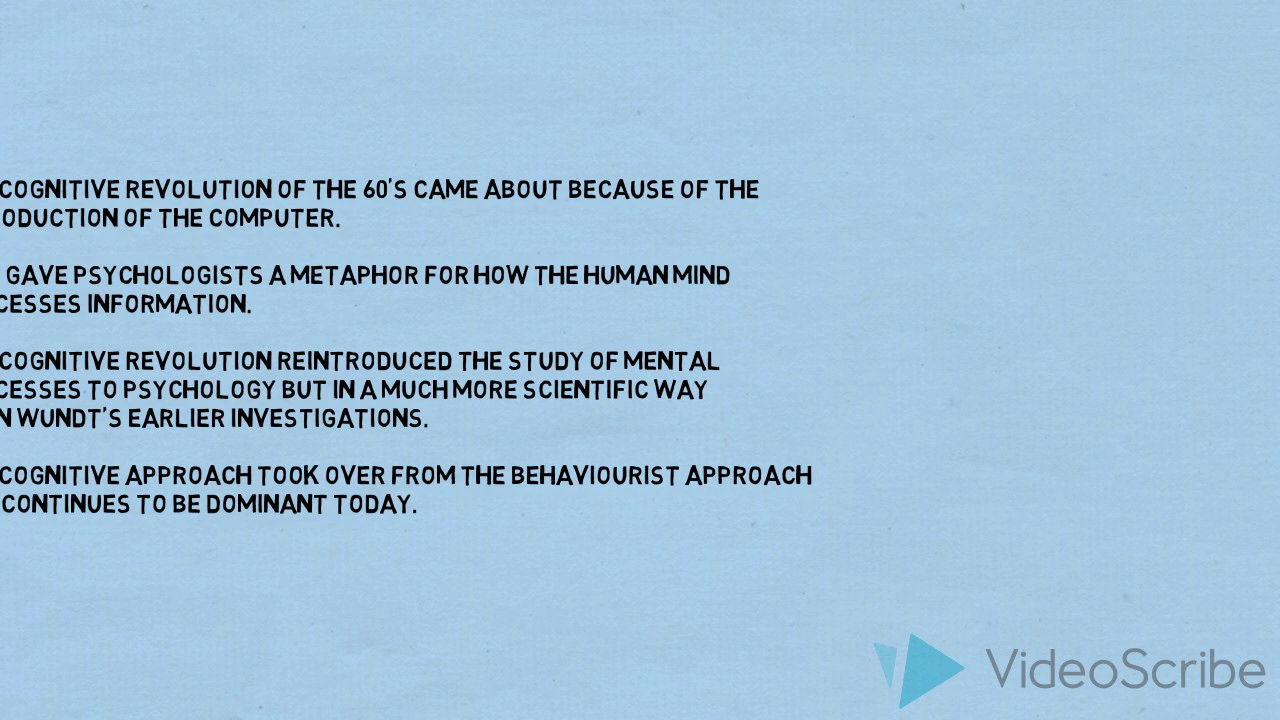 COGNITIVE REVOLUTION OF THE 60'S CAME ABOUT BECAUSE OF THE
ODUCTION OF THE COMPUTER.
GAVE PSYCHOLOGISTS A METAPHOR FOR HOW THE HUMAN MIND
CESSES INFORMATION.
COGNITIVE REVOLUTION REINTRODUCED THE STUDY OF MENTAL
CESSES TO PSYCHOLOGY BUT IN A MUCH MORE SCIENTIFIC WAY
N WUNDT'S EARLIER INVESTIGATIONS.
COGNITIVE APPROACH TOOK OVER FROM THE BEHAVIOURIST APPROACH
CONTINUES TO BE DOMINANT TODAY.
VideoScribe